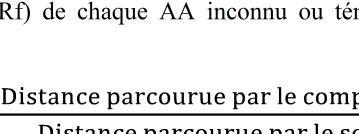 Rf) de chaque AA inconnu ou tém
Distance parcourue par le comp
Distance parcourue par le so